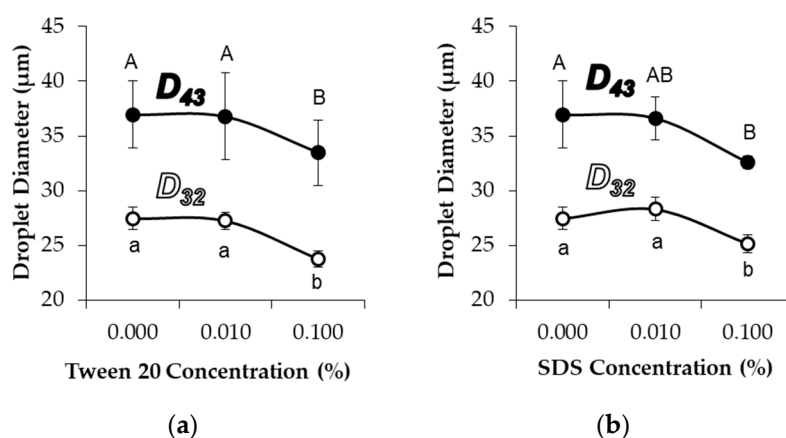 45
40
35
30
25
20
Droplet Diameter (μm)
A
A
B
D43
D32
a
a
b
0.000
0.010
0.100
Tween 20 Concentration (%)
(a)
45
40
35
30
25
20
Droplet Diameter (μm)
A
AB
B
D43
D32
a
a
b
0.000
0.010
0.100
SDS Concentration (%)
(b)